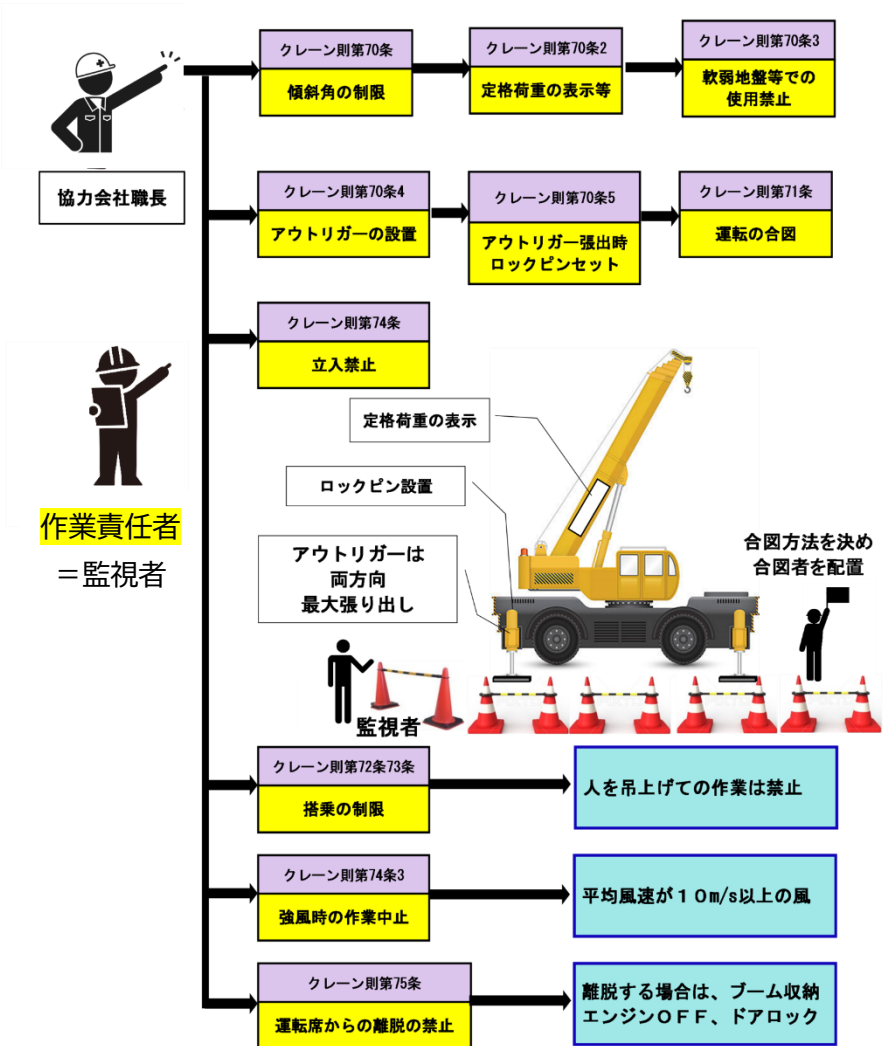 クレーン則第70条
傾斜角の制限
クレーン則第70条2
定格荷重の表示等
クレーン則第70条3
軟弱地盤等での
使用禁止
協力会社職長
クレーン則第70条4
アウトリガーの設置
クレーン則第70条5
アウトリガー張出時
ロックピンセット
クレーン則第71条
運転の合図
クレーン則第74条
立入禁止
作業責任者
＝監視者
定格荷重の表示
ロックピン設置
アウトリガーは
両方向
最大張り出し
合図方法を決め
合図者を配置
監視者
クレーン則第72条73条
搭乗の制限
人を吊上げての作業は禁止
クレーン則第74条3
強風時の作業中止
平均風速が１０m/s以上の風
クレーン則第75条
運転席からの離脱の禁止
離脱する場合は、ブーム収納
エンジンＯＦＦ、ドアロック